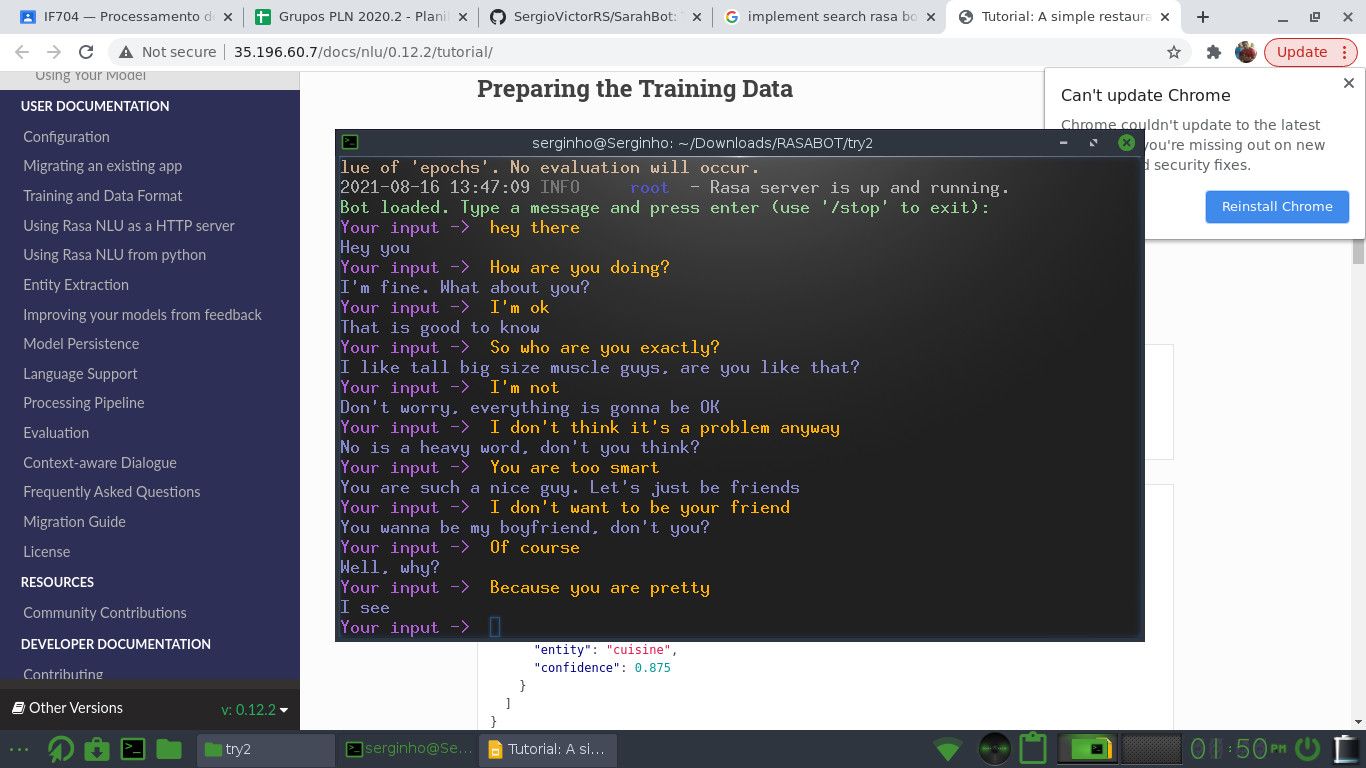 IF704 — Processamento d
Grupos PLN 2020.2 - Plani
SergioVictorRS/SarahBot:
implement search rasa bo
Tutorial: A simple restaura
Not secure
35.196.60.7/docs/nlu/0.12.2/tutorial/
Update
Using Your Model
USER DOCUMENTATION
Configuration
Migrating an existing app
Training and Data Format
Using Rasa NLU as a HTTP server
Using Rasa NLU from python
Entity Extraction
Improving your models from feedback
Model Persistence
Language Support
Processing Pipeline
Evaluation
Context-aware Dialogue
Frequently Asked Questions
Migration Guide
License
RESOURCES
Community Contributions
DEVELOPER DOCUMENTATION
Contributing
Other Versions
v: 0.12.2
Preparing the Training Data
Can't update Chrome
Chrome couldn't update to the latest
you're missing out on new
d security fixes.
Reinstall Chrome
serginho@Serginho: ~/Downloads/RASABOT/try2
lue of 'epochs'. No evaluation will occur.
2021-08-16 13:47:09 INFO root - Rasa server is up and running.
Bot loaded. Type a message and press enter (use '/stop' to exit):
Your input -> hey there
Hey you
Your input -> How are you doing?
I'm fine. What about you?
Your input -> I'm ok
That is good to know
Your input -> So who are you exactly?
I like tall big size muscle guys, are you like that?
Your input -> I'm not
Don't worry, everything is gonna be OK
Your input -> I don't think it's a problem anyway
No is a heavy word, don't you think?
Your input -> You are too smart
You are such a nice guy. Let's just be friends
Your input -> I don't want to be your friend
You wanna be my boyfriend, don't you?
Your input -> Of course
Well, why?
Your input -> Because you are pretty
I see
Your input ->
"entity": "cuisine",
"confidence": 0.875
}
]
}
try2
serginho@Se...
Tutorial: A si...
01:50PM